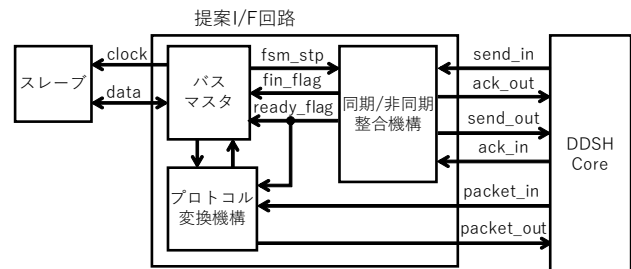 提案I/F回路
clock
data
スレーブ
バス
マスタ
fsm_stp
fin_flag
ready_flag
同期/非同期
整合機構
プロトコル
変換機構
send_in
ack_out
send_out
ack_in
packet_in
packet_out
DDSH
Core